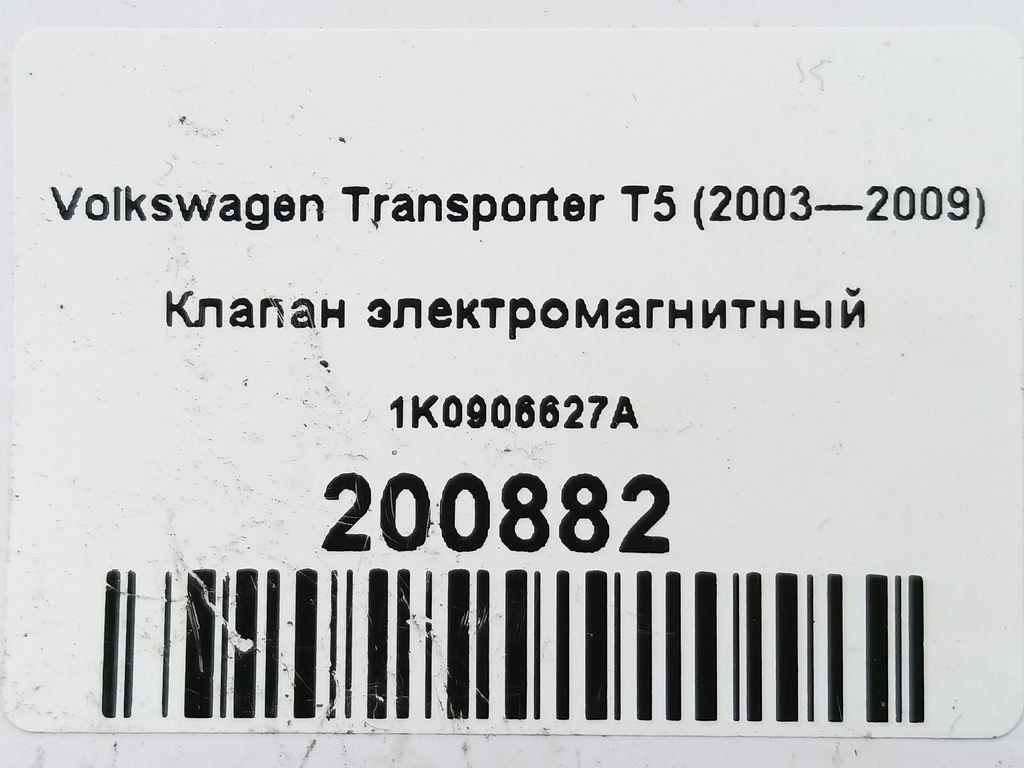 Volkswagen Transporter T5 (2003—2009)
Клапан электромагнитный
1K0906627A
200882